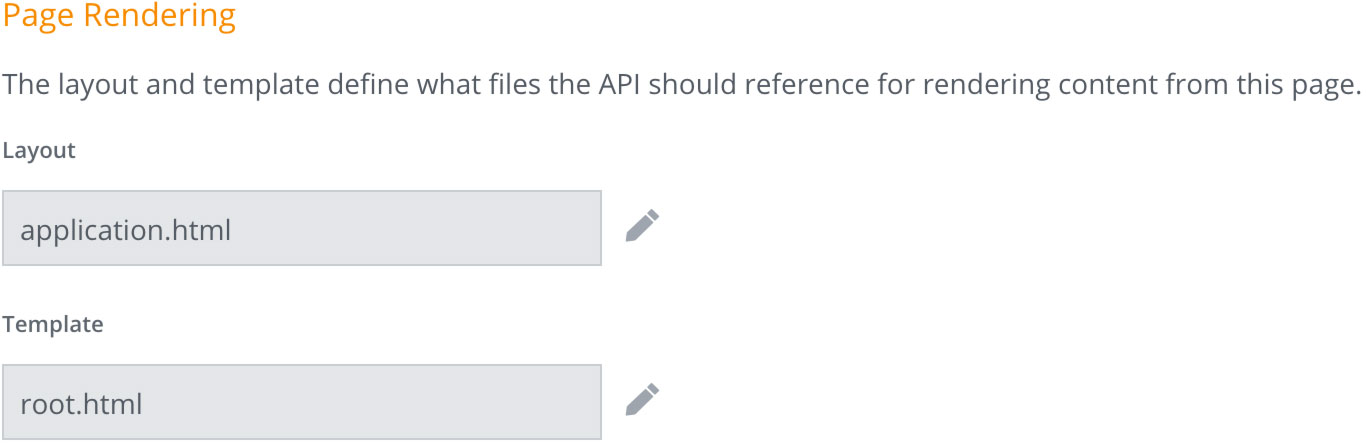 Page Rendering
The layout and template define what files the API should reference for rendering content from this page.
Layout
application.html
Template
root.html